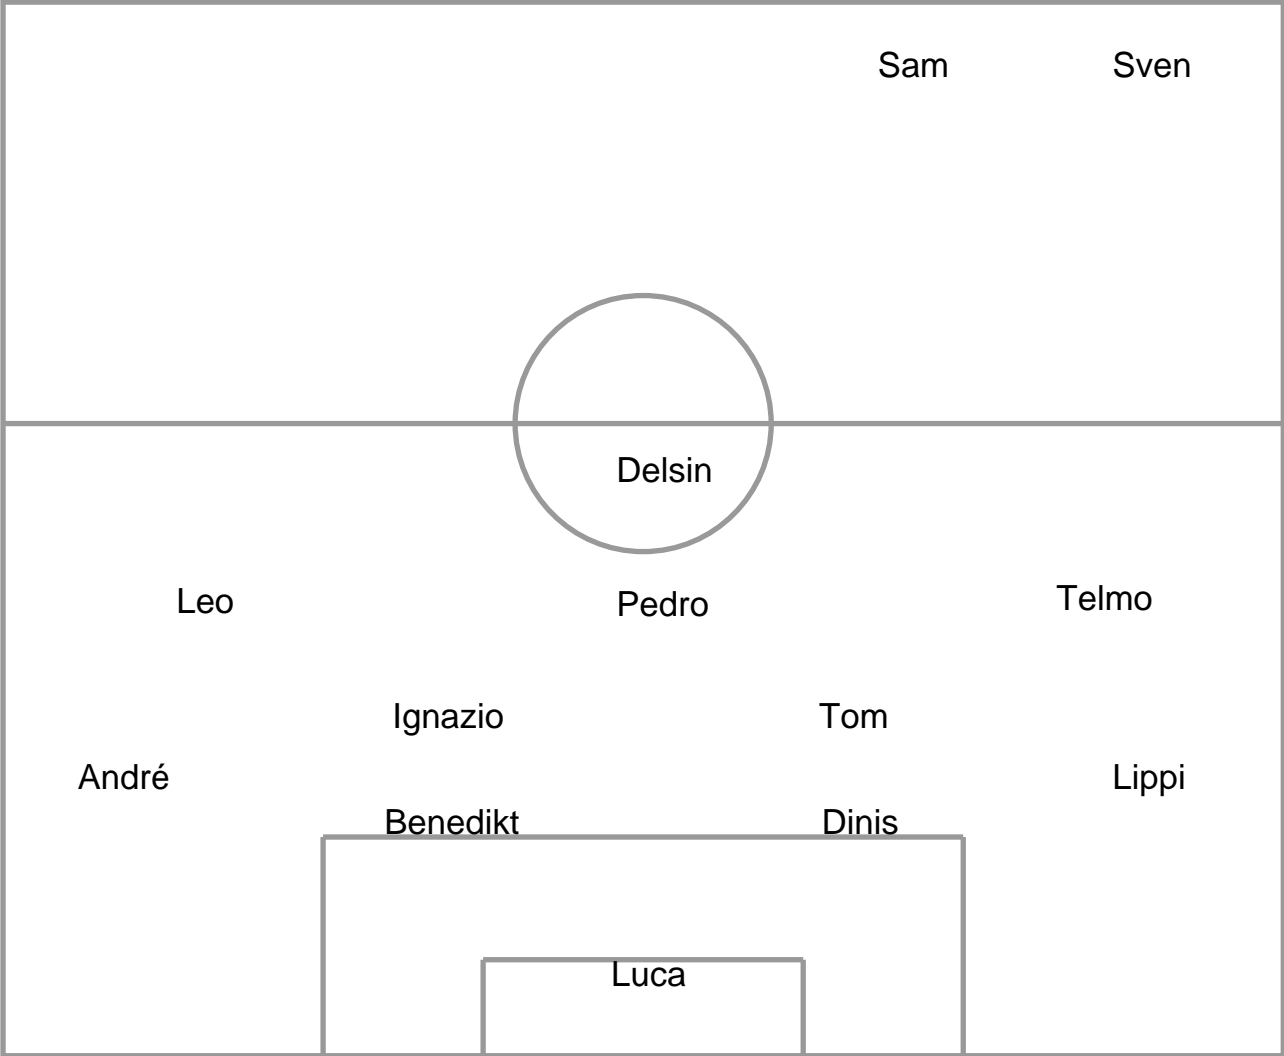 Sam Sven
Delsin
Leo Pedro Telmo
Ignazio Tom
André Lippi
Benedikt Dinis
Luca